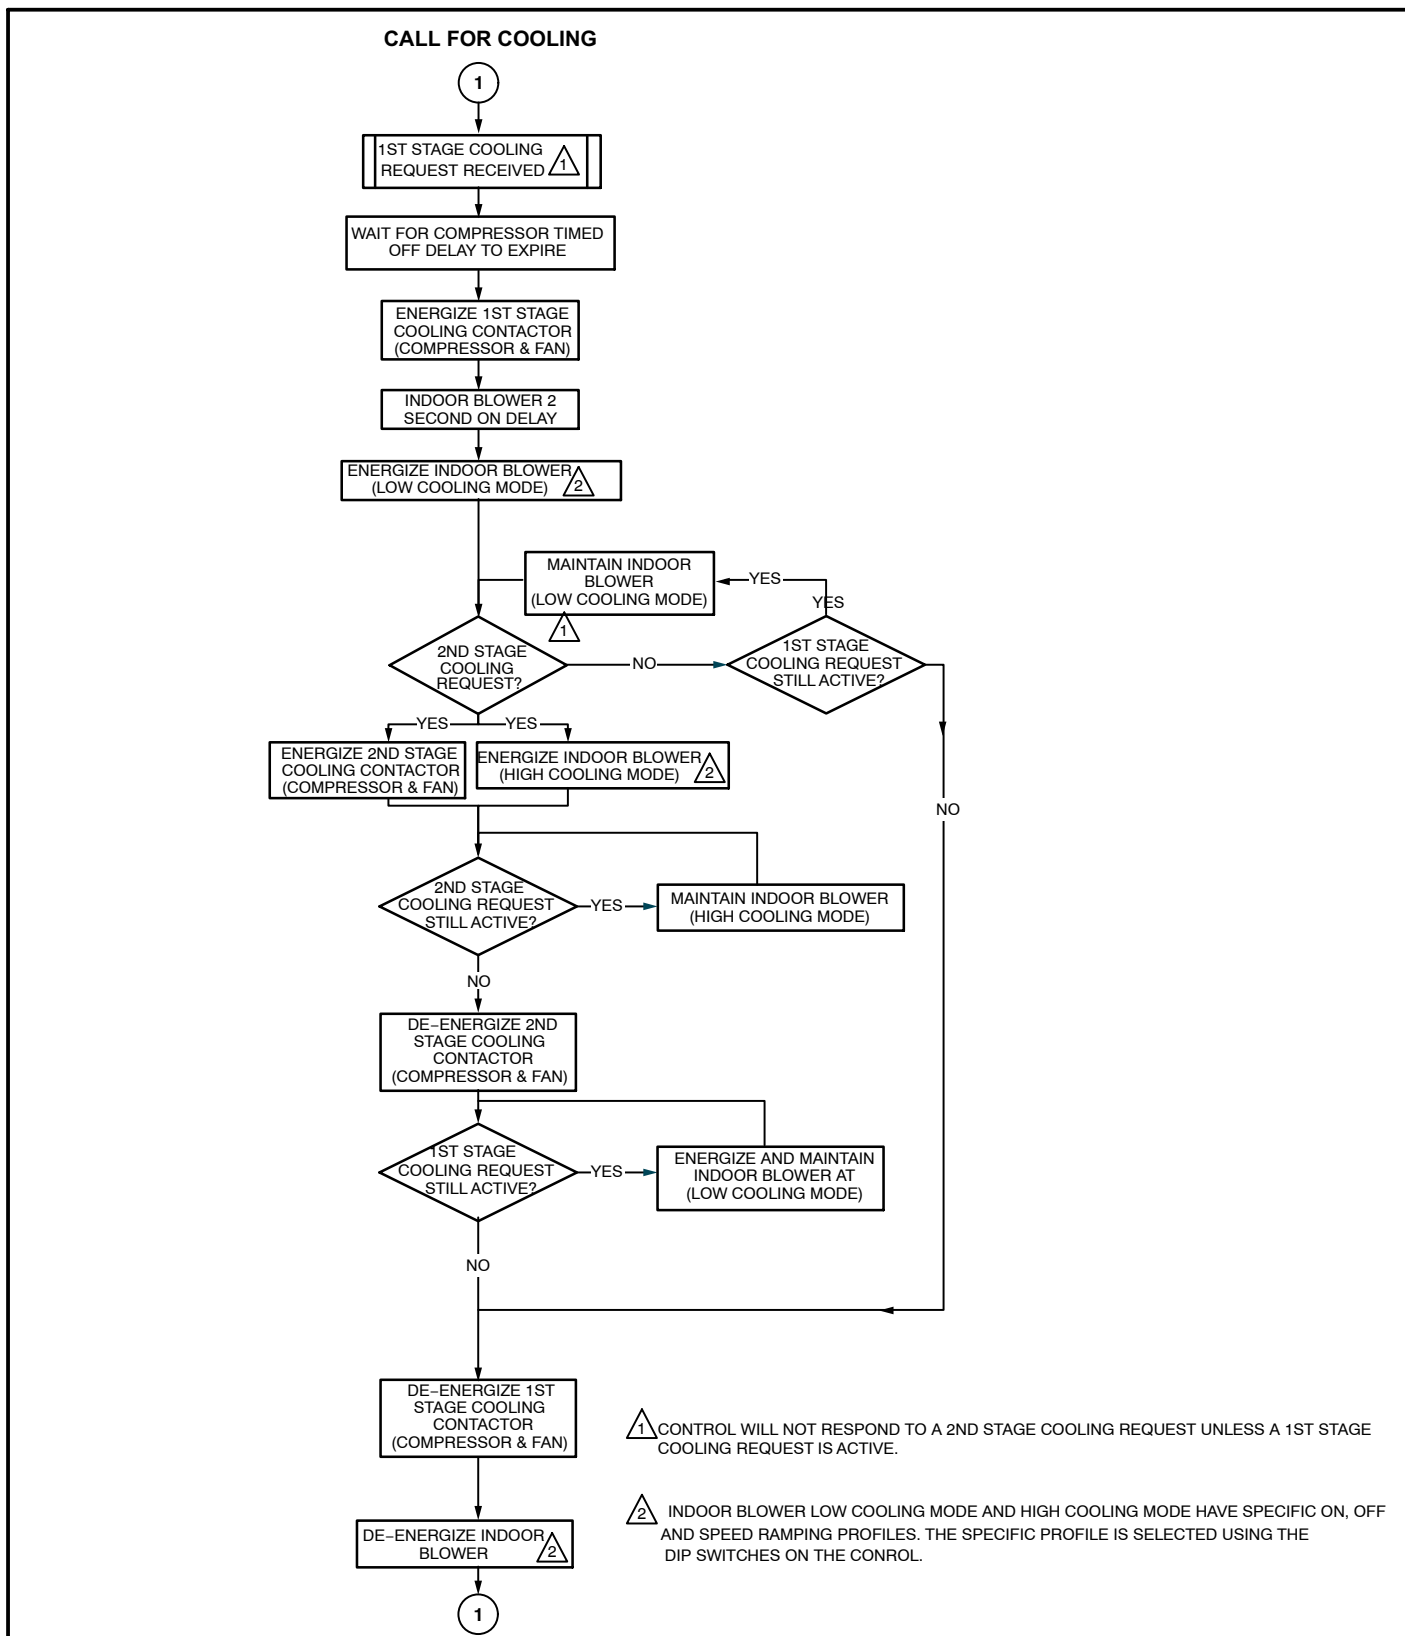 CALL FOR COOLING
1
1ST STAGE COOLING
REQUEST RECEIVED 1
WAIT FOR COMPRESSOR TIMED
OFF DELAY TO EXPIRE
ENERGIZE 1ST STAGE
COOLING CONTACTOR
(COMPRESSOR & FAN)
INDOOR BLOWER 2
SECOND ON DELAY
ENERGIZE INDOOR BLOWER
(LOW COOLING MODE) 2
MAINTAIN INDOOR
BLOWER
(LOW COOLING MODE)
1
YES
YES
2ND STAGE
COOLING
REQUEST?
NO
1ST STAGE
COOLING REQUEST
STILL ACTIVE?
YES
YES
ENERGIZE 2ND STAGE
COOLING CONTACTOR
(COMPRESSOR & FAN)
ENERGIZE INDOOR BLOWER
(HIGH COOLING MODE) 2
NO
2ND STAGE
COOLING REQUEST
STILL ACTIVE?
YES
MAINTAIN INDOOR BLOWER
(HIGH COOLING MODE)
NO
DE−ENERGIZE 2ND
STAGE COOLING
CONTACTOR
(COMPRESSOR & FAN)
1ST STAGE
COOLING REQUEST
STILL ACTIVE?
YES
ENERGIZE AND MAINTAIN
INDOOR BLOWER AT
(LOW COOLING MODE)
NO
DE−ENERGIZE 1ST
STAGE COOLING
CONTACTOR
(COMPRESSOR & FAN)
1 CONTROL WILL NOT RESPOND TO A 2ND STAGE COOLING REQUEST UNLESS A 1ST STAGE
COOLING REQUEST IS ACTIVE.
2 INDOOR BLOWER LOW COOLING MODE AND HIGH COOLING MODE HAVE SPECIFIC ON, OFF
AND SPEED RAMPING PROFILES. THE SPECIFIC PROFILE IS SELECTED USING THE
DIP SWITCHES ON THE CONROL.
DE−ENERGIZE INDOOR
BLOWER 2
1